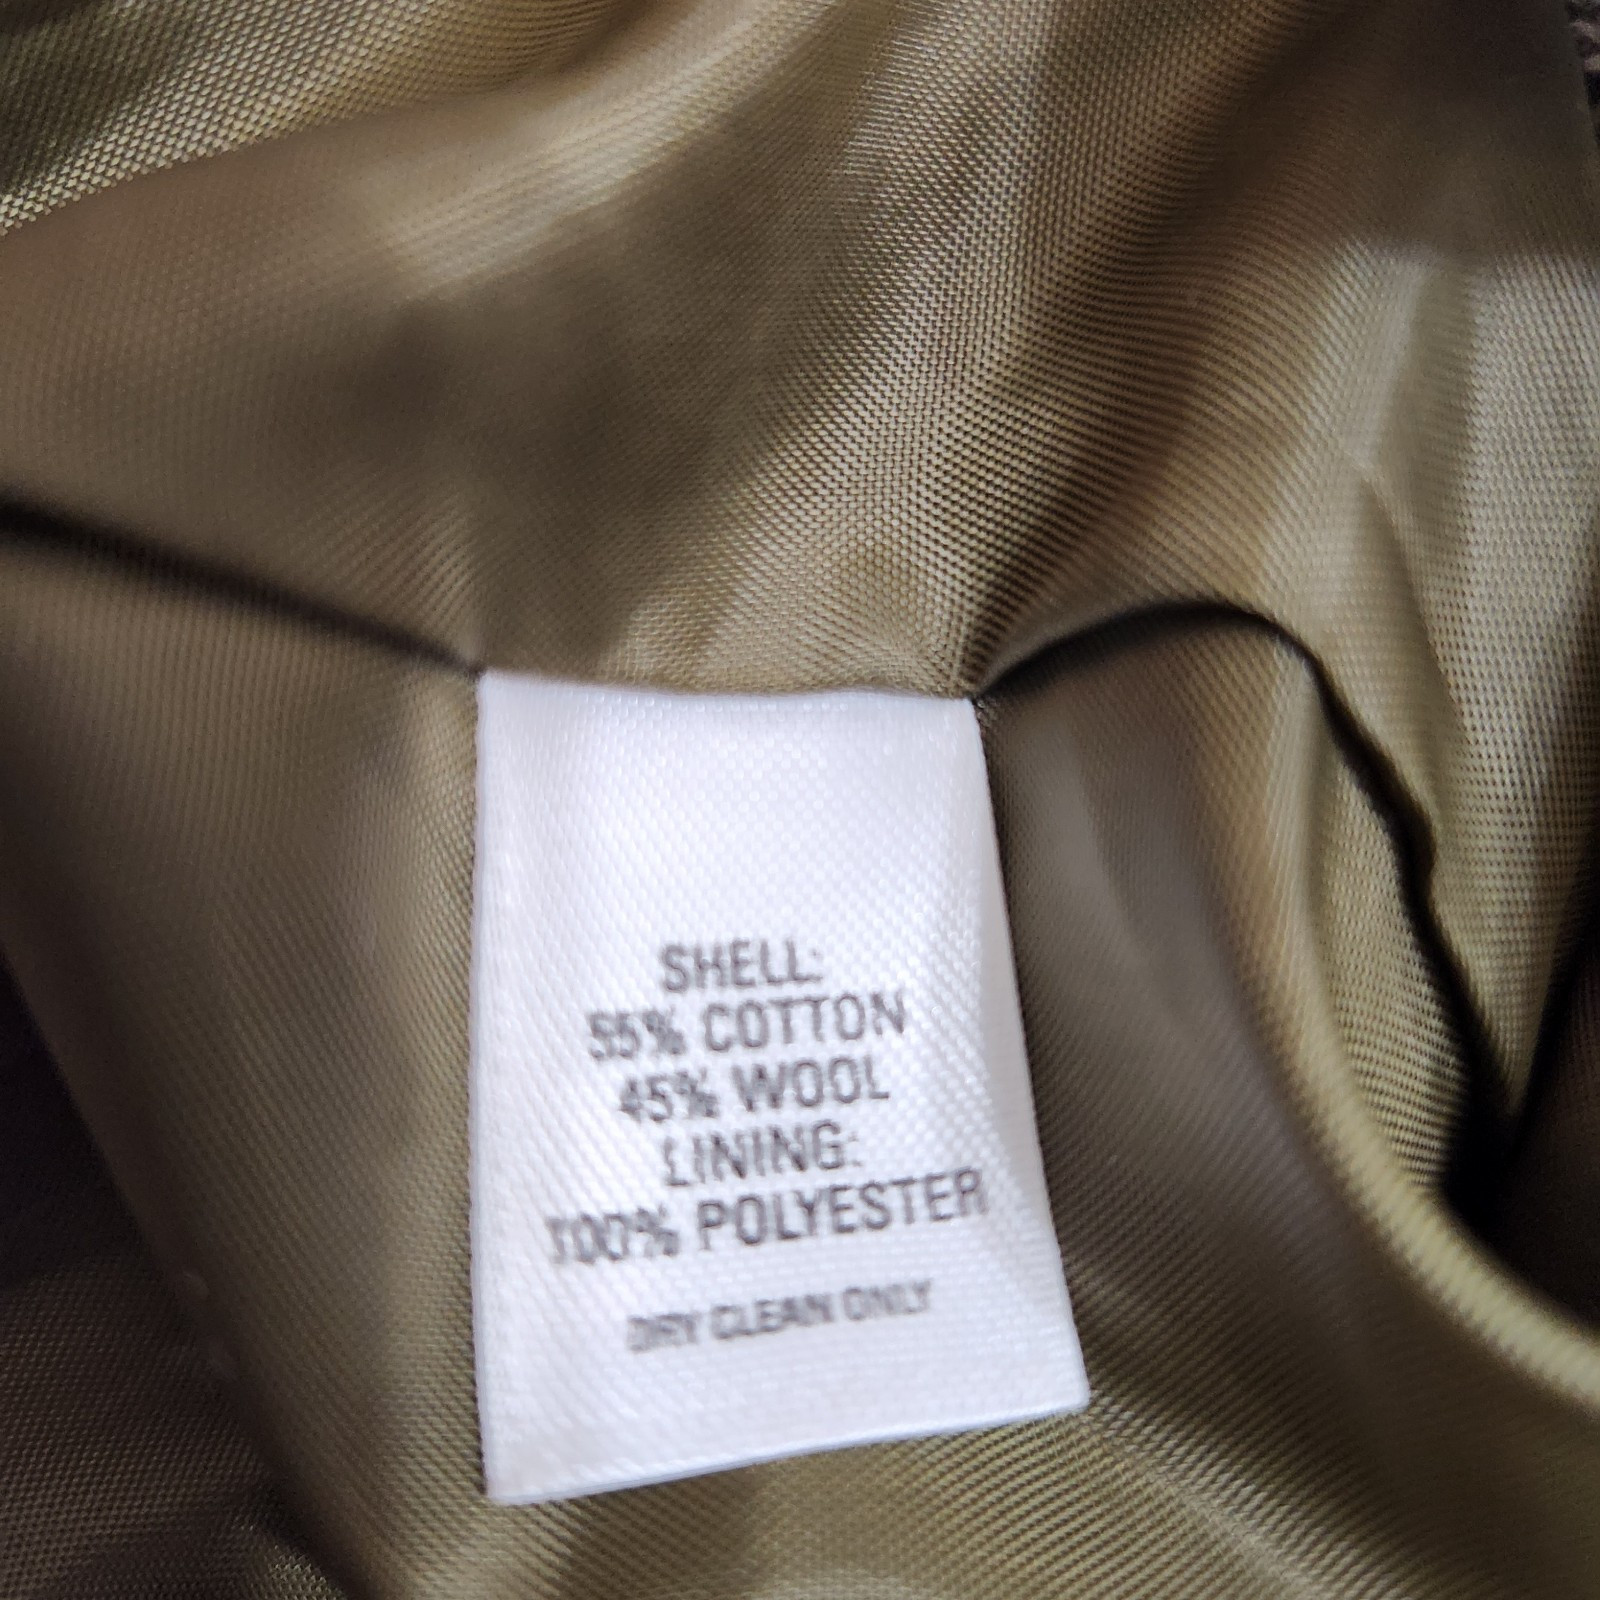 SHELL:
55% COTTON
45% WOOL
LINING:
100% POLYESTER
DRY CLEAN ONLY